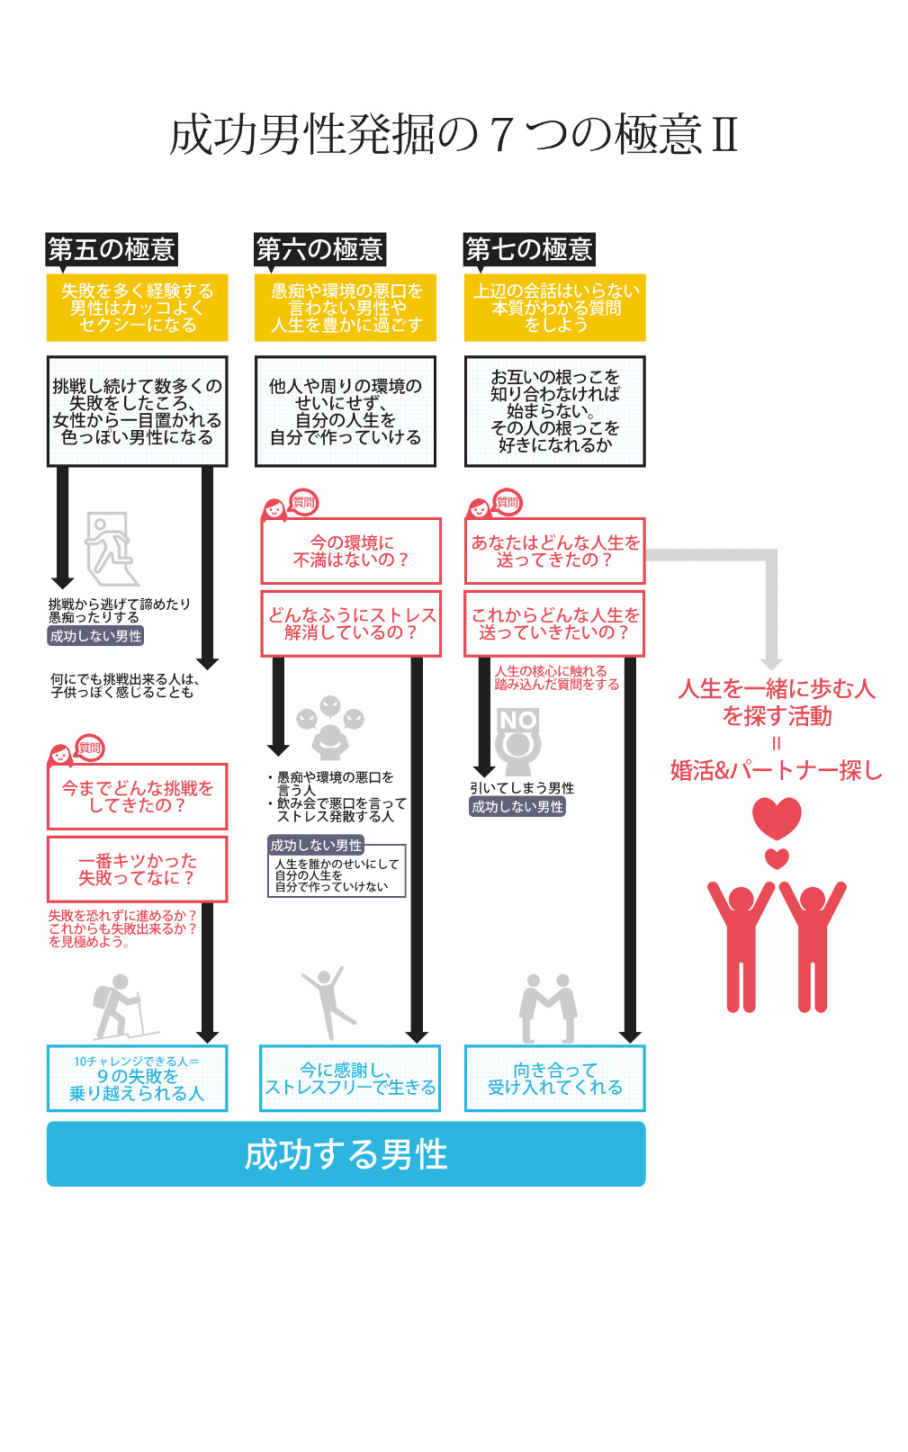 成功男性発掘の７つの極意Ⅱ
第五の極意
失敗を多く経験する
男性はカッコよく
セクシーになる
挑戦し続けて数多くの
失敗をしたころ、
女性から一目置かれる
色っぽい男性になる
挑戦から逃げて諦めたり
愚痴ったりする
成功しない男性
何にでも挑戦出来る人は、
子供っぽく感じることも
質問
今までどんな挑戦を
してきたの？
一番キツかった
失敗ってなに？
失敗を恐れずに進めるか？
これからも失敗出来るか？
を見極めよう。
10チャレンジできる人＝
９の失敗を
乗り越えられる人
第六の極意
愚痴や環境の悪口を
言わない男性や
人生を豊かに過ごす
他人や周りの環境の
せいにせず、
自分の人生を
自分で作っていける
質問
今の環境に
不満はないの？
どんなふうにストレス
解消しているの？
・愚痴や環境の悪口を
言う人
・飲み会で悪口を言って
ストレス発散する人
成功しない男性
人生を誰かのせいにして
自分の人生を
自分で作っていけない
今に感謝し、
ストレスフリーで生きる
第七の極意
上辺の会話はいらない
本質がわかる質問
をしよう
お互いの根っこを
知り合わなければ
始まらない。
その人の根っこを
好きになれるか
質問
あなたはどんな人生を
送ってきたの？
これからどんな人生を
送っていきたいの？
人生の核心に触れる
踏み込んだ質問をする
NO
引いてしまう男性
成功しない男性
向き合って
受け入れてくれる
人生を一緒に歩む人
を探す活動
＝
婚活&パートナー探し
成功する男性